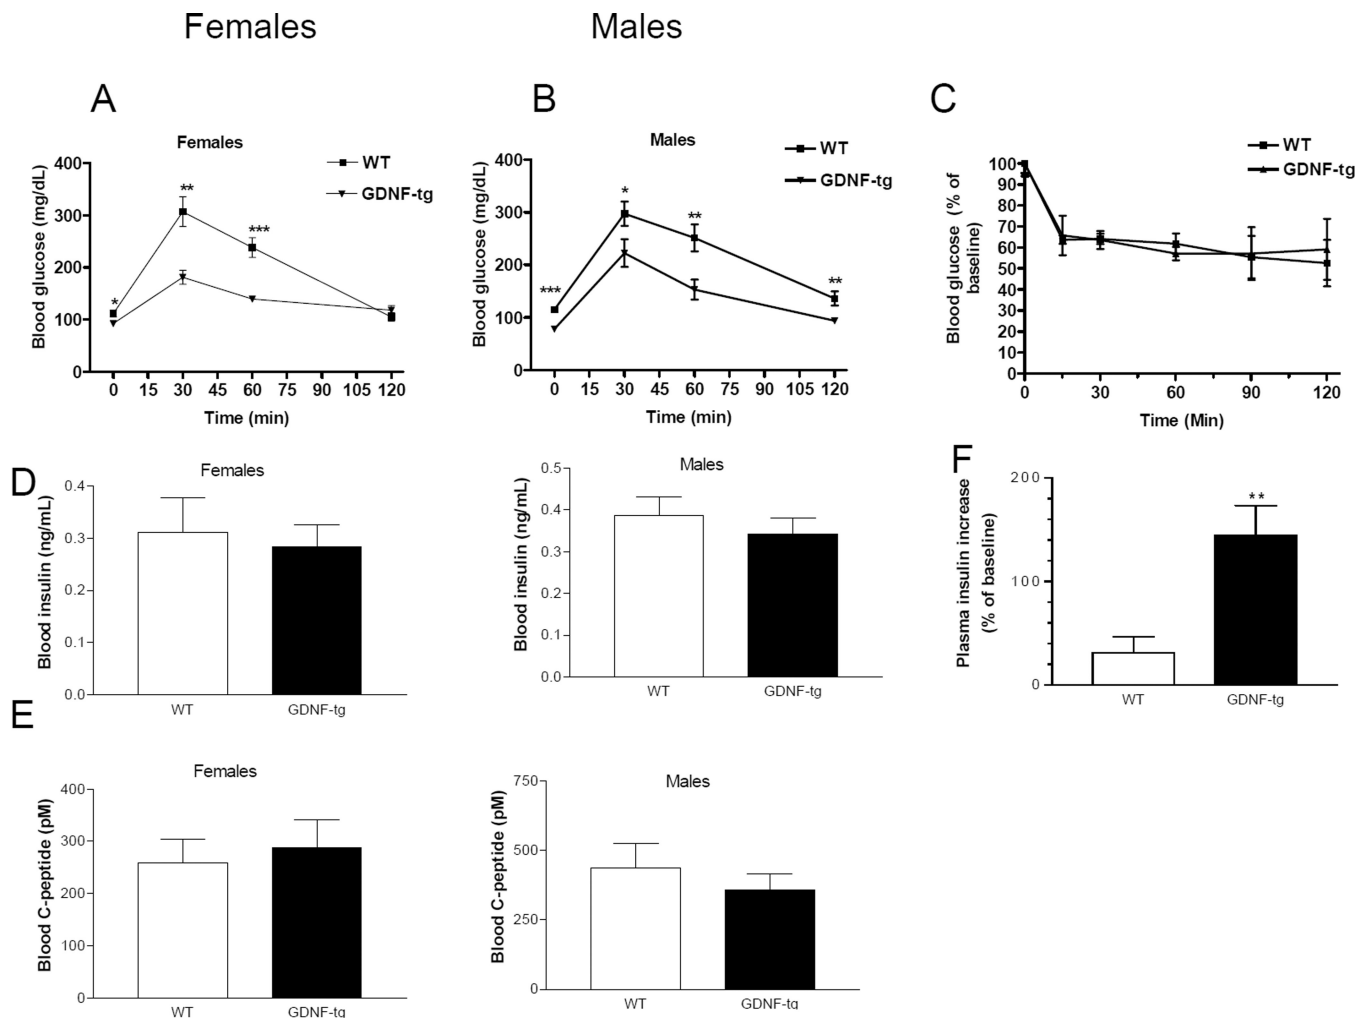 Females
Males
A
Females
WT
GDNF-tg
Blood glucose (mg/dL)
400
300
200
100
0
*
**
***
0 15 30 45 60 75 90 105 120
Time (min)
B
Males
WT
GDNF-tg
Blood glucose (mg/dL)
400
300
200
100
0
***
*
**
**
0 15 30 45 60 75 90 105 120
Time (min)
C
WT
GDNF-tg
Blood glucose (% of
baseline)
100
90
80
70
60
50
40
30
20
10
0
0 30 60 90 120
Time (Min)
D
Females
Blood insulin (ng/mL)
0.4
0.3
0.2
0.1
0.0
WT GDNF-tg
Males
Blood insulin (ng/mL)
0.5
0.4
0.3
0.2
0.1
0.0
WT GDNF-tg
F
Plasma insulin increase
(% of baseline)
200
100
0
**
WT GDNF-tg
E
Females
Blood C-peptide (pM)
400
300
200
100
0
WT GDNF-tg
Males
Blood C-peptide (pM)
750
500
250
0
WT GDNF-tg